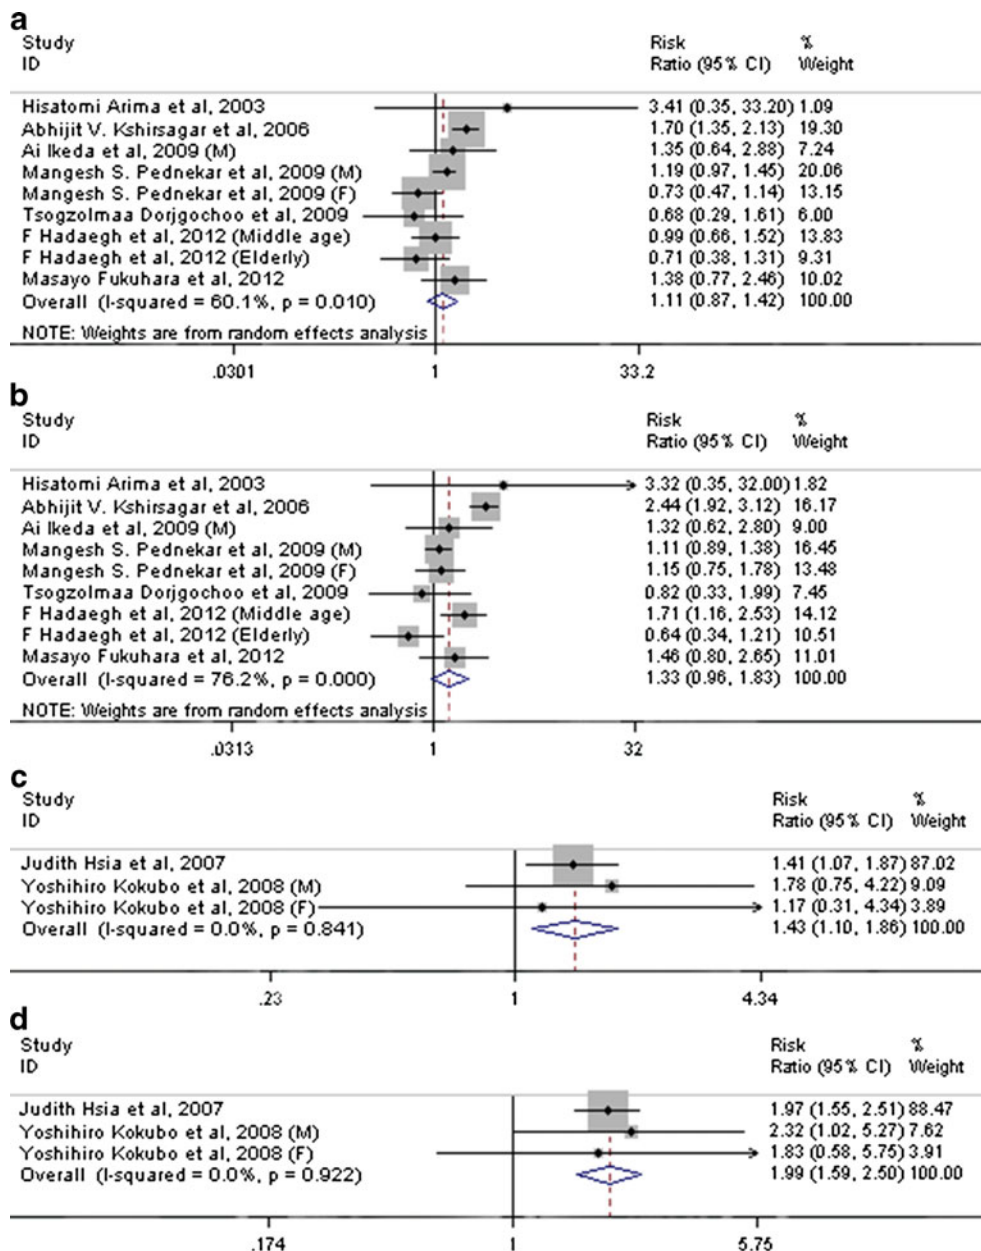 a
Study Risk %
ID Ratio (95% CI) Weight
Hisatomi Arima et al, 2003 3.41 (0.35, 33.20) 1.09
Abhijit V. Kshirsagar et al, 2006 1.70 (1.35, 2.13) 19.30
Ai Ikeda et al, 2009 (M) 1.35 (0.64, 2.88) 7.24
Mangesh S. Pednekar et al, 2009 (M) 1.19 (0.97, 1.45) 20.06
Mangesh S. Pednekar et al, 2009 (F) 0.73 (0.47, 1.14) 13.15
Tsogzolmaa Dorjgochoo et al, 2009 0.68 (0.29, 1.61) 6.00
F Hadaegh et al, 2012 (Middle age) 0.99 (0.66, 1.52) 13.83
F Hadaegh et al, 2012 (Elderly) 0.71 (0.38, 1.31) 9.31
Masayo Fukuhara et al, 2012 1.38 (0.77, 2.46) 10.02
Overall (I-squared = 60.1%, p = 0.010) 1.11 (0.87, 1.42) 100.00
NOTE: Weights are from random effects analysis
.0301 1 33.2
b
Study Risk %
ID Ratio (95% CI) Weight
Hisatomi Arima et al, 2003 3.32 (0.35, 32.00) 1.82
Abhijit V. Kshirsagar et al, 2006 2.44 (1.92, 3.12) 16.17
Ai Ikeda et al, 2009 (M) 1.32 (0.62, 2.80) 9.00
Mangesh S. Pednekar et al, 2009 (M) 1.11 (0.89, 1.38) 16.45
Mangesh S. Pednekar et al, 2009 (F) 1.15 (0.75, 1.78) 13.48
Tsogzolmaa Dorjgochoo et al, 2009 0.82 (0.33, 1.99) 7.45
F Hadaegh et al, 2012 (Middle age) 1.71 (1.16, 2.53) 14.12
F Hadaegh et al, 2012 (Elderly) 0.64 (0.34, 1.21) 10.51
Masayo Fukuhara et al, 2012 1.46 (0.80, 2.65) 11.01
Overall (I-squared = 76.2%, p = 0.000) 1.33 (0.96, 1.83) 100.00
NOTE: Weights are from random effects analysis
.0313 1 32
c
Study Risk %
ID Ratio (95% CI) Weight
Judith Hsia et al, 2007 1.41 (1.07, 1.87) 87.02
Yoshihiro Kokubo et al, 2008 (M) 1.78 (0.75, 4.22) 9.09
Yoshihiro Kokubo et al, 2008 (F) 1.17 (0.31, 4.34) 3.89
Overall (I-squared = 0.0%, p = 0.841) 1.43 (1.10, 1.86) 100.00
.23 1 4.34
d
Study Risk %
ID Ratio (95% CI) Weight
Judith Hsia et al, 2007 1.97 (1.55, 2.51) 88.47
Yoshihiro Kokubo et al, 2008 (M) 2.32 (1.02, 5.27) 7.62
Yoshihiro Kokubo et al, 2008 (F) 1.83 (0.58, 5.75) 3.91
Overall (I-squared = 0.0%, p = 0.922) 1.99 (1.59, 2.50) 100.00
.174 1 5.75